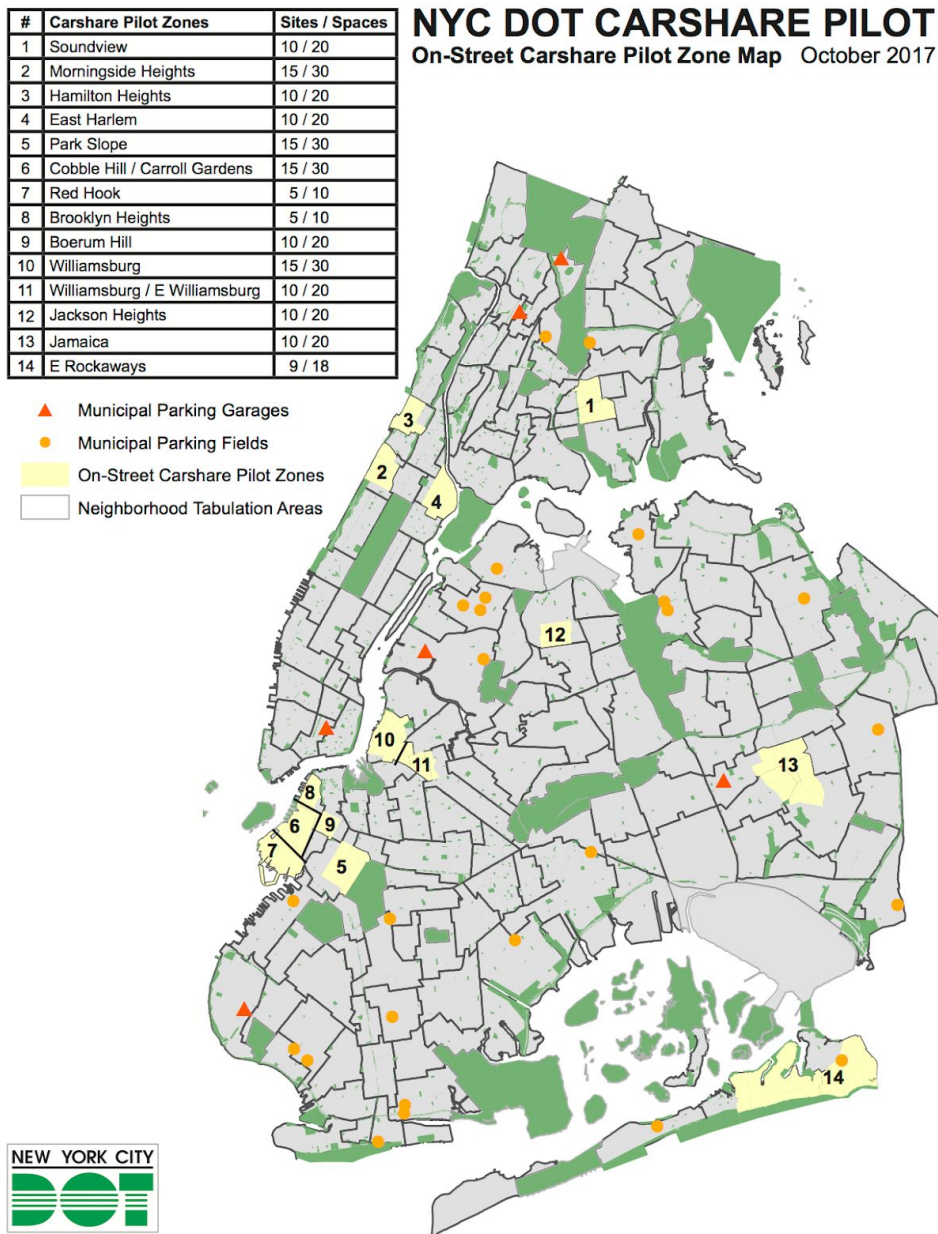 NYC DOT CARSHARE PILOT
On-Street Carshare Pilot Zone Map October 2017
# Carshare Pilot Zones Sites / Spaces
1 Soundview 10 / 20
2 Morningside Heights 15 / 30
3 Hamilton Heights 10 / 20
4 East Harlem 10 / 20
5 Park Slope 15 / 30
6 Cobble Hill / Carroll Gardens 15 / 30
7 Red Hook 5 / 10
8 Brooklyn Heights 5 / 10
9 Boerum Hill 10 / 20
10 Williamsburg 15 / 30
11 Williamsburg / E Williamsburg 10 / 20
12 Jackson Heights 10 / 20
13 Jamaica 10 / 20
14 E Rockaways 9 / 18
Municipal Parking Garages
Municipal Parking Fields
On-Street Carshare Pilot Zones
Neighborhood Tabulation Areas
1
3
2
4
12
10
11
13
8
6
9
7
5
14
NEW YORK CITY
DOT